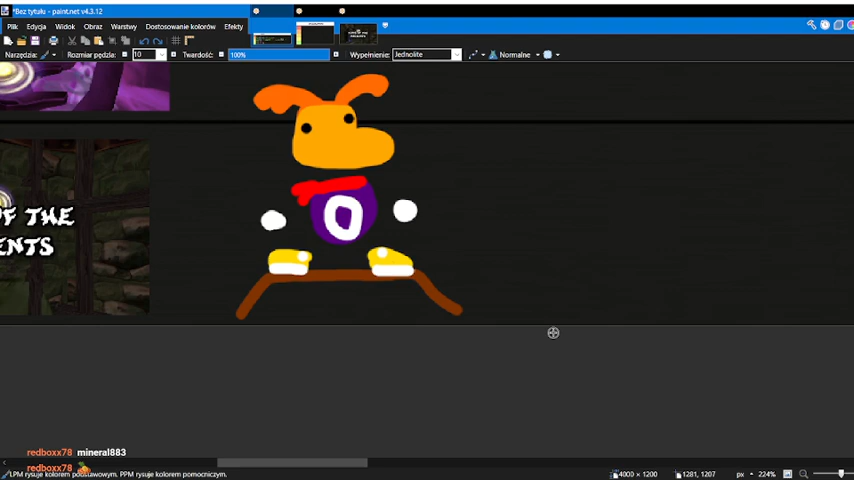 *Bez tytułu - paint.net v4.3.12
Plik Edycja Widok Obraz Warstwy Dostosowanie kolorów Efekty
Narzędzia: Rozmiar pędzla: 10 Twardość: 100% Wypełnienie: Jednolite Normalne
OF THE
ENTS
redboxx78 mineral883
redboxx78
LPM rysuje kolorem podstawowym. PPM rysuje kolorem pomocniczym. 4000 × 1200 1281, 1207 px 224%